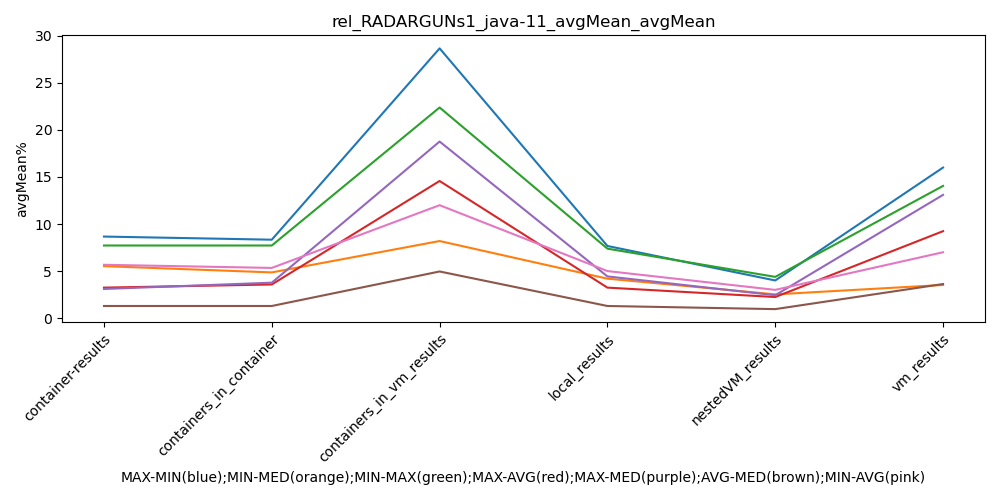 rel_RADARGUNs1_java-11_avgMean_avgMean
avgMean%
30
25
20
15
10
5
0
container-results
containers_in_container
containers_in_vm_results
local_results
nestedVM_results
vm_results
MAX-MIN(blue);MIN-MED(orange);MIN-MAX(green);MAX-AVG(red);MAX-MED(purple);AVG-MED(brown);MIN-AVG(pink)